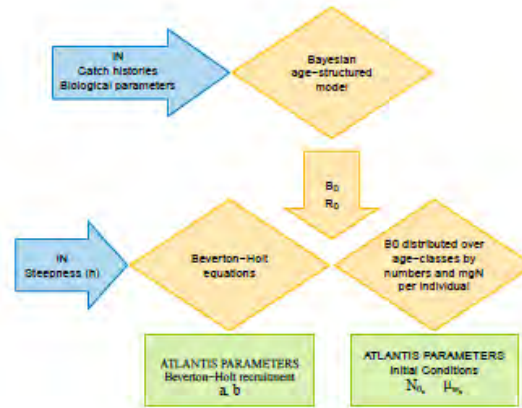 IN
Catch histories
Biological parameters
Bayesian
age-structured
model
B₀
R₀
IN
Steepness (h)
Beverton-Holt
equations
B0 distributed over
age-classes by
numbers and mgN
per individual
ATLANTIS PARAMETERS
Beverton-Holt recruitment
a, b
ATLANTIS PARAMETERS
Initial Conditions